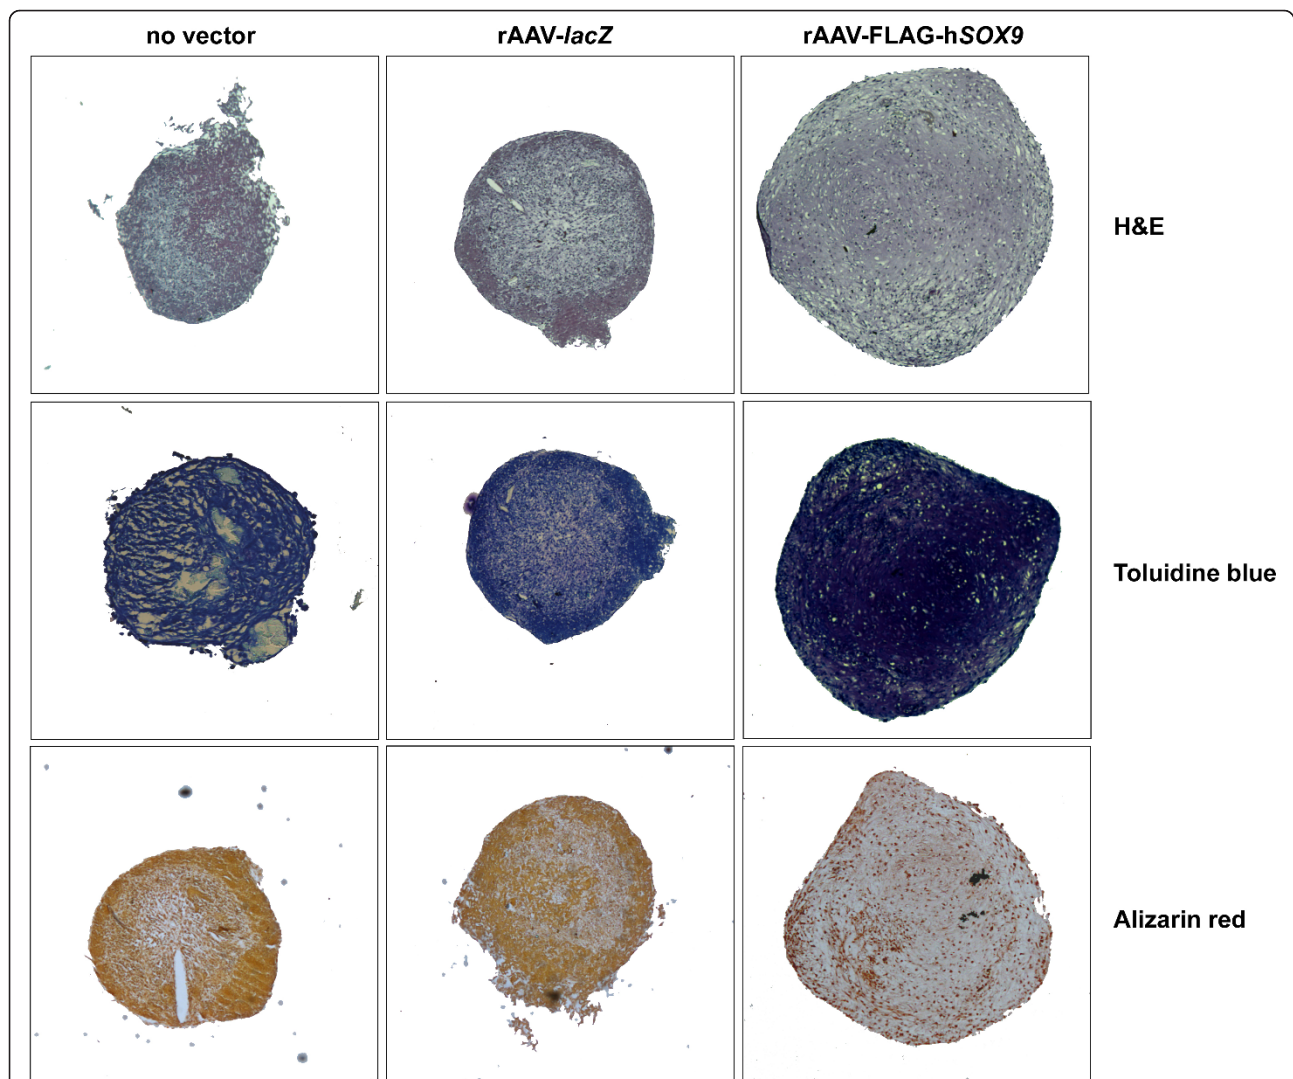 no vector
rAAV-lacZ
rAAV-FLAG-hSOX9
H&E
Toluidine blue
Alizarin red